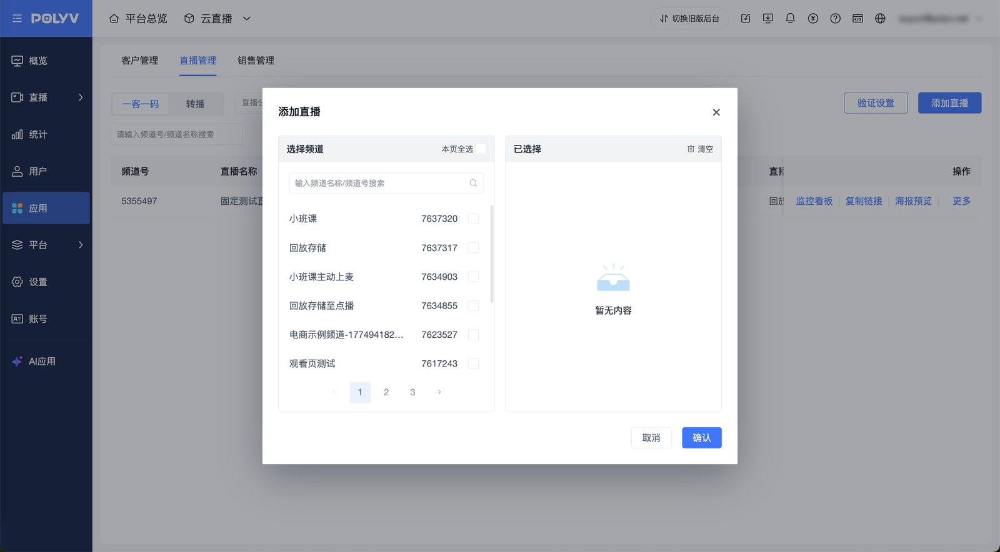 POLYV
平台总览
云直播
切换旧版后台
概览
直播
统计
用户
应用
平台
设置
账号
AI应用
客户管理
直播管理
销售管理
一客一码
转播
直播分
验证设置
添加直播
请输入频道号/频道名称搜索
频道号
直播名称
直播
操作
5355497
固定测试直
回放
监控看板
复制链接
海报预览
更多
添加直播
选择频道
本页全选
输入频道名称/频道号搜索
小班课 7637320
回放存储 7637317
小班课主动上麦 7634903
回放存储至点播 7634855
电商示例频道-177494182... 7623527
观看页测试 7617243
1 2 3
已选择
清空
暂无内容
取消
确认